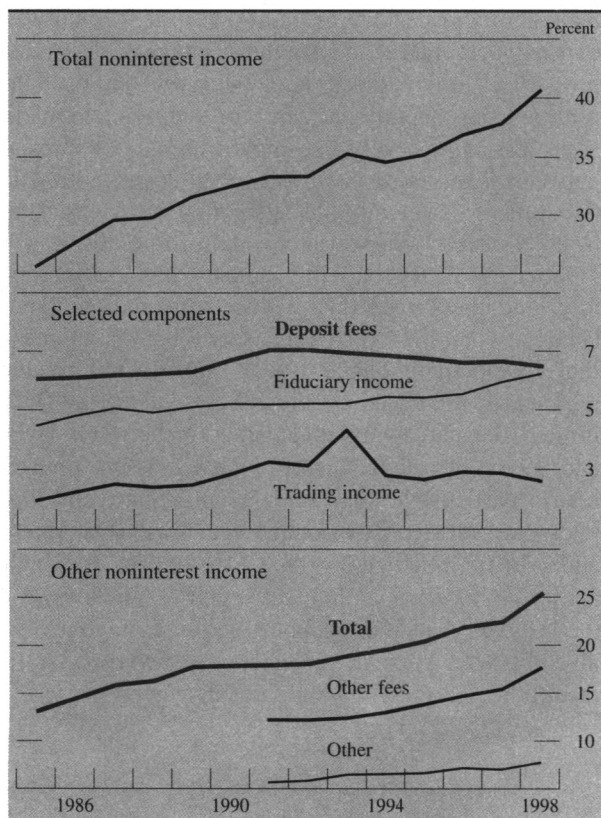 Percent
Total noninterest income
40
35
30
Selected components
Deposit fees
7
Fiduciary income
5
3
Trading income
Other noninterest income
25
Total
20
Other fees
15
Other
10
1986 1990 1994 1998